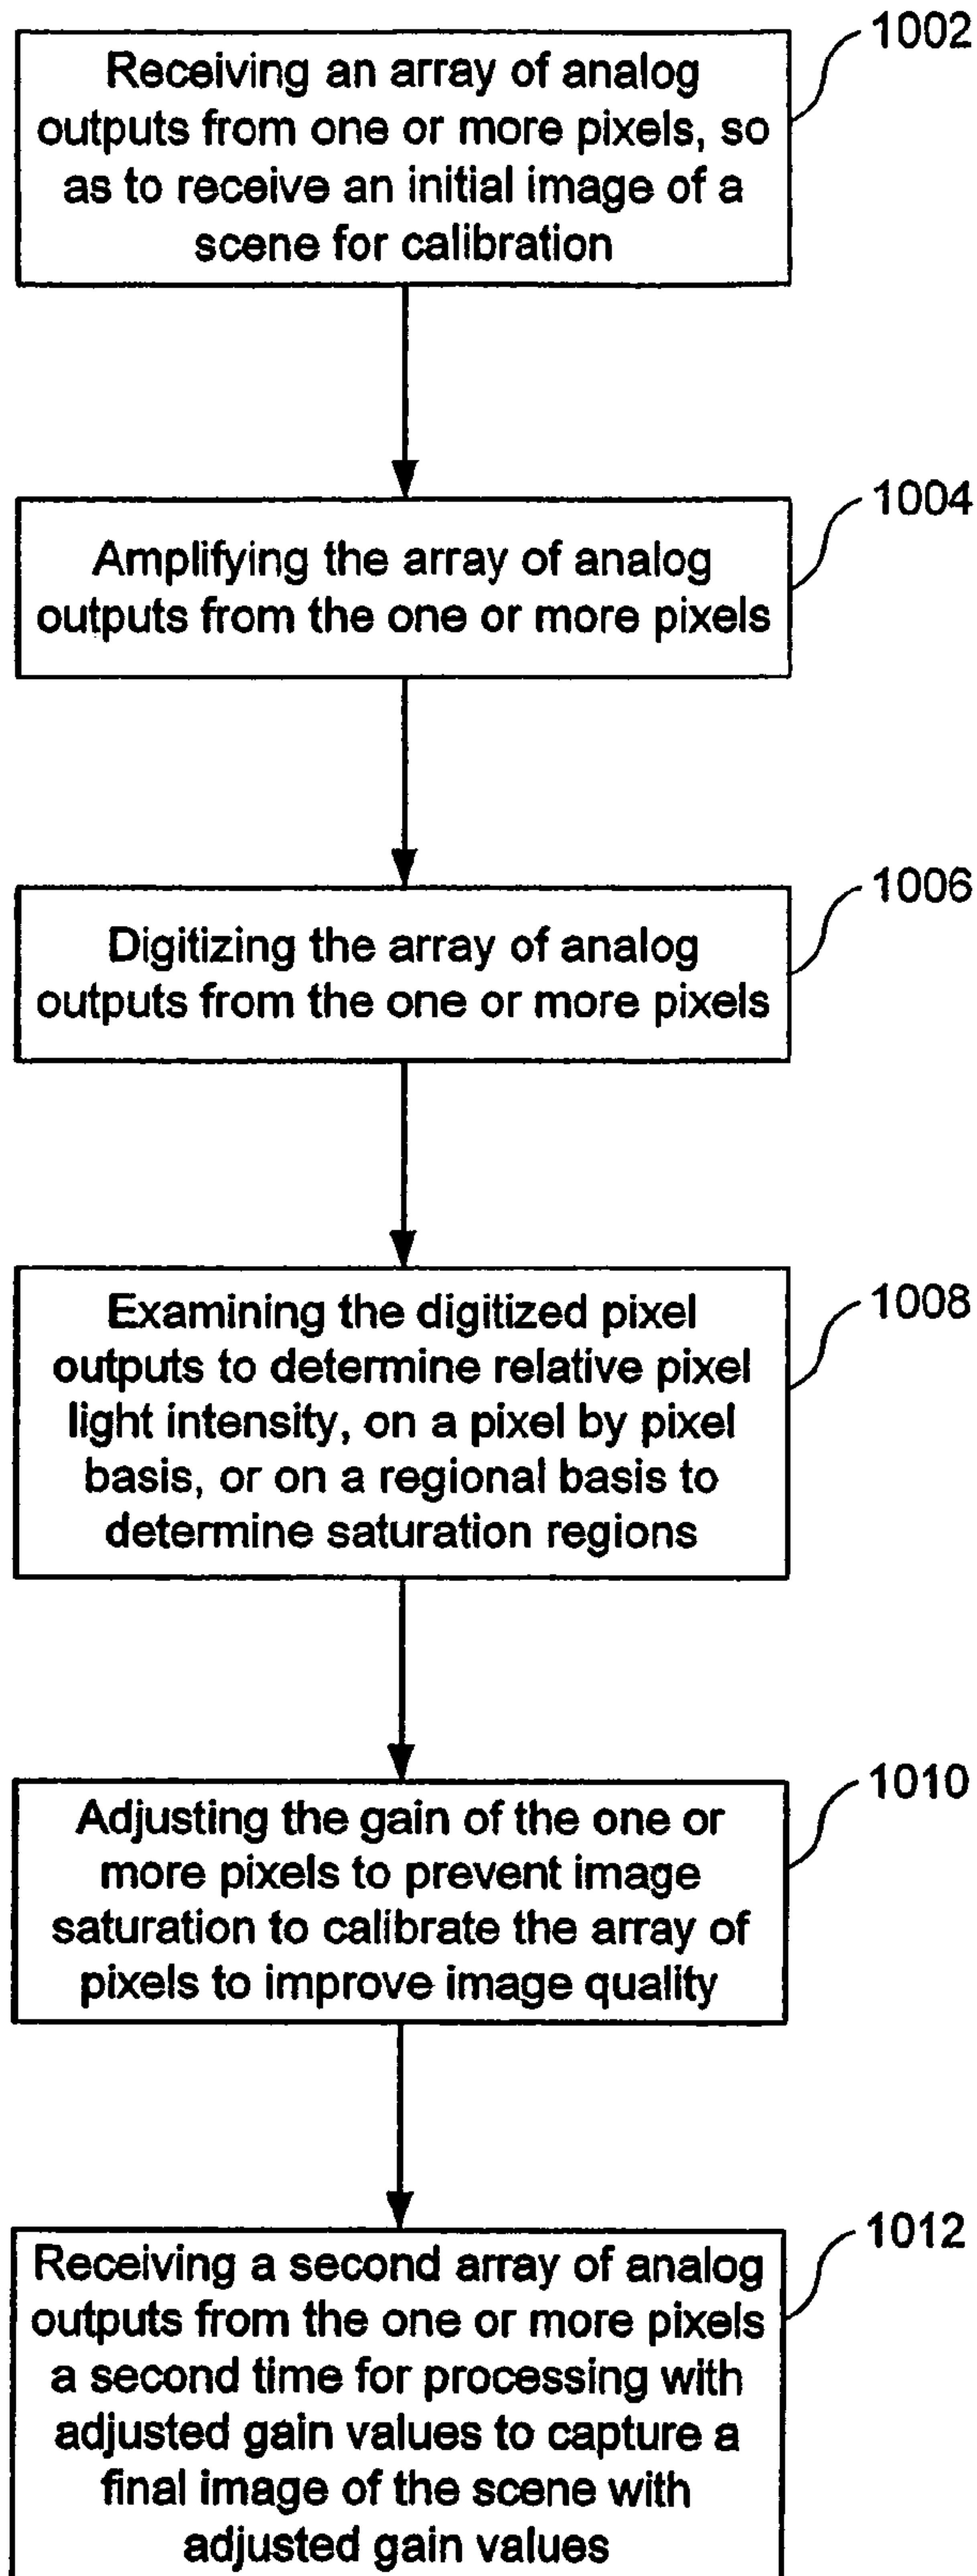 1002
Receiving an array of analog
outputs from one or more pixels, so
as to receive an initial image of a
scene for calibration
1004
Amplifying the array of analog
outputs from the one or more pixels
1006
Digitizing the array of analog
outputs from the one or more pixels
1008
Examining the digitized pixel
outputs to determine relative pixel
light intensity, on a pixel by pixel
basis, or on a regional basis to
determine saturation regions
1010
Adjusting the gain of the one or
more pixels to prevent image
saturation to calibrate the array of
pixels to improve image quality
1012
Receiving a second array of analog
outputs from the one or more pixels
a second time for processing with
adjusted gain values to capture a
final image of the scene with
adjusted gain values